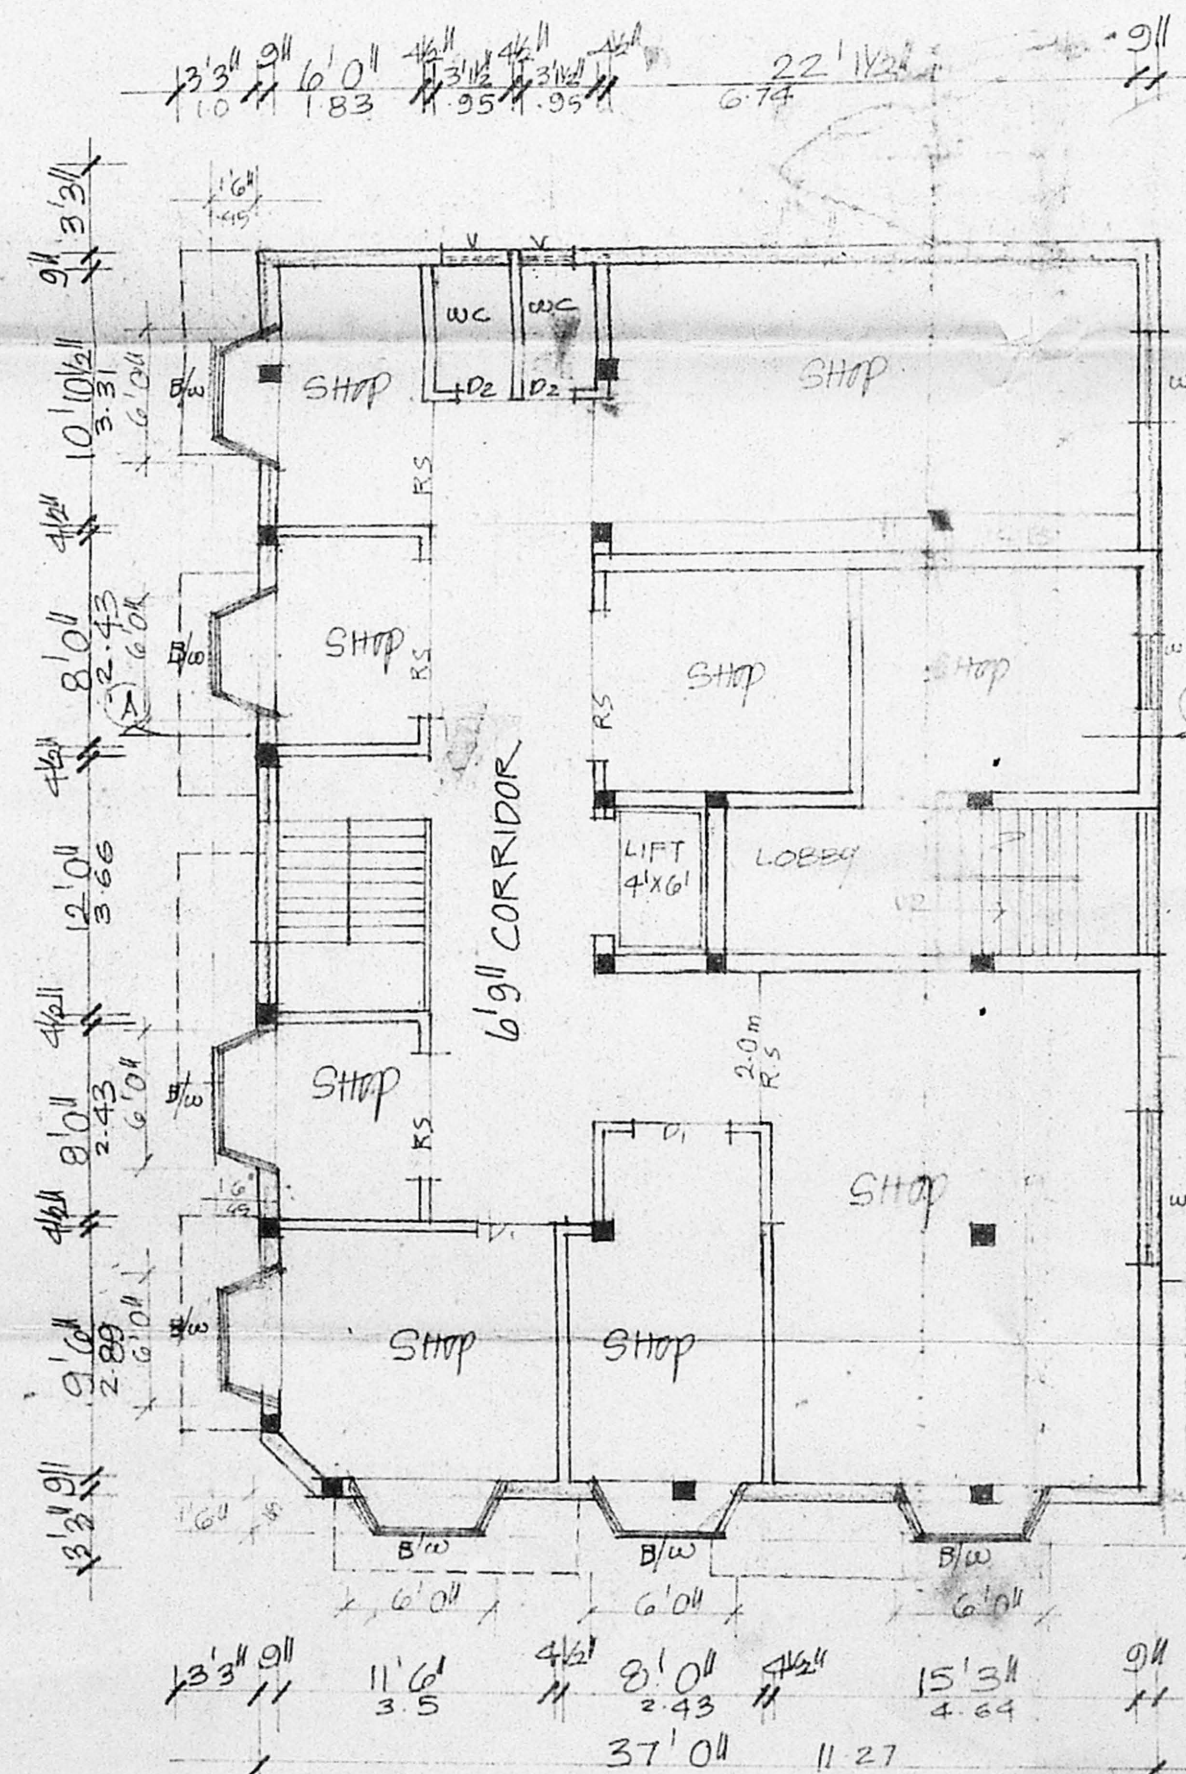 3'3" 9" 6'0" 4½" 3'1½" 4½" 3'1½" 4½" 22'1½" 9"
1.0 1.83 .95 .95 6.74
3'3"
1'6"
.45
9"
V V
WC WC
10'10½"
3.31
6'0"
B/W
SHOP
D2 D2
SHOP
W
RS
4½"
8'0"
2.43
6'0"
A
B/W
SHOP
RS
SHOP
SHOP
W
RS
4½"
6'9" CORRIDOR
12'0"
3.66
LIFT
4'X6'
LOBBY
4½"
8'0"
2.43
6'0"
B/W
SHOP
RS
2.0m
R.S
D1
1'6"
45
SHOP
W
4½"
9'6"
2.89
6'0"
B/W
SHOP
SHOP
9"
3'3"
1'6"
B/W B/W B/W
6'0" 6'0" 6'0"
3'3" 9" 11'6" 4½" 8'0" 4½" 15'3" 9"
3.5 2.43 4.64
37'0" 11.27